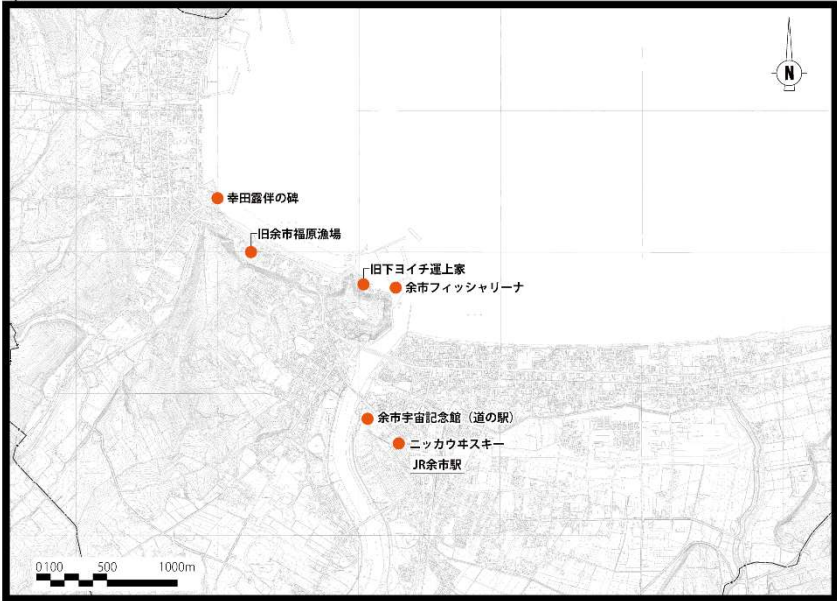 N
幸田露伴の碑
旧余市福原漁場
旧下ヨイチ運上家
余市フィッシャリーナ
余市宇宙記念館（道の駅）
ニッカウヰスキー
JR余市駅
0 100 500 1000m